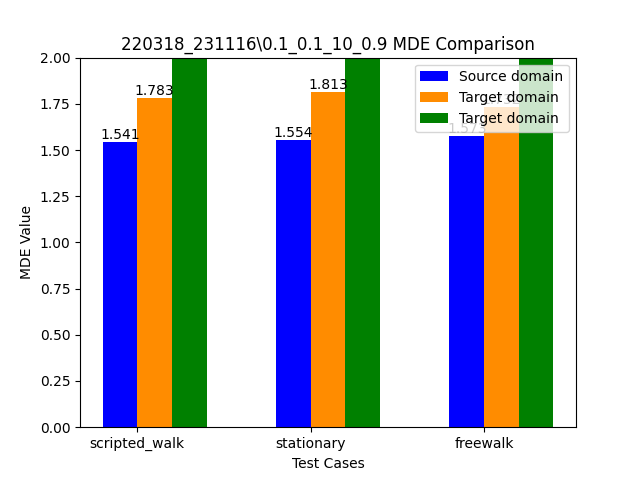 220318_231116\0.1_0.1_10_0.9 MDE Comparison
MDE Value
2.00
1.75
1.50
1.25
1.00
0.75
0.50
0.25
0.00
1.541
1.783
1.554
1.813
Source domain
Target domain
Target domain
scripted_walk
stationary
freewalk
Test Cases